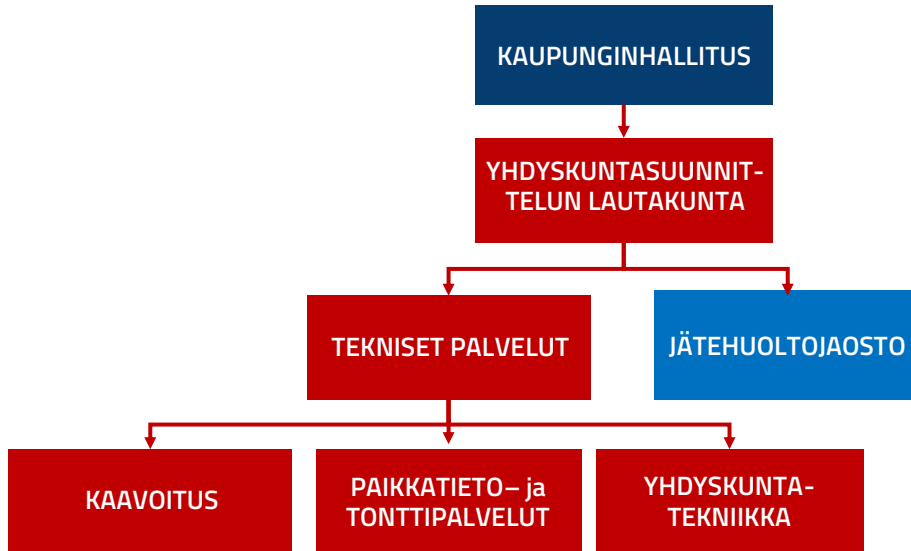 KAUPUNGINHALLITUS
YHDYSKUNTASUUNNIT-
TELUN LAUTAKUNTA
TEKNISET PALVELUT
JÄTEHUOLTOJAOSTO
KAAVOITUS
PAIKKATIETO– ja
TONTTIPALVELUT
YHDYSKUNTA-
TEKNIIKKA